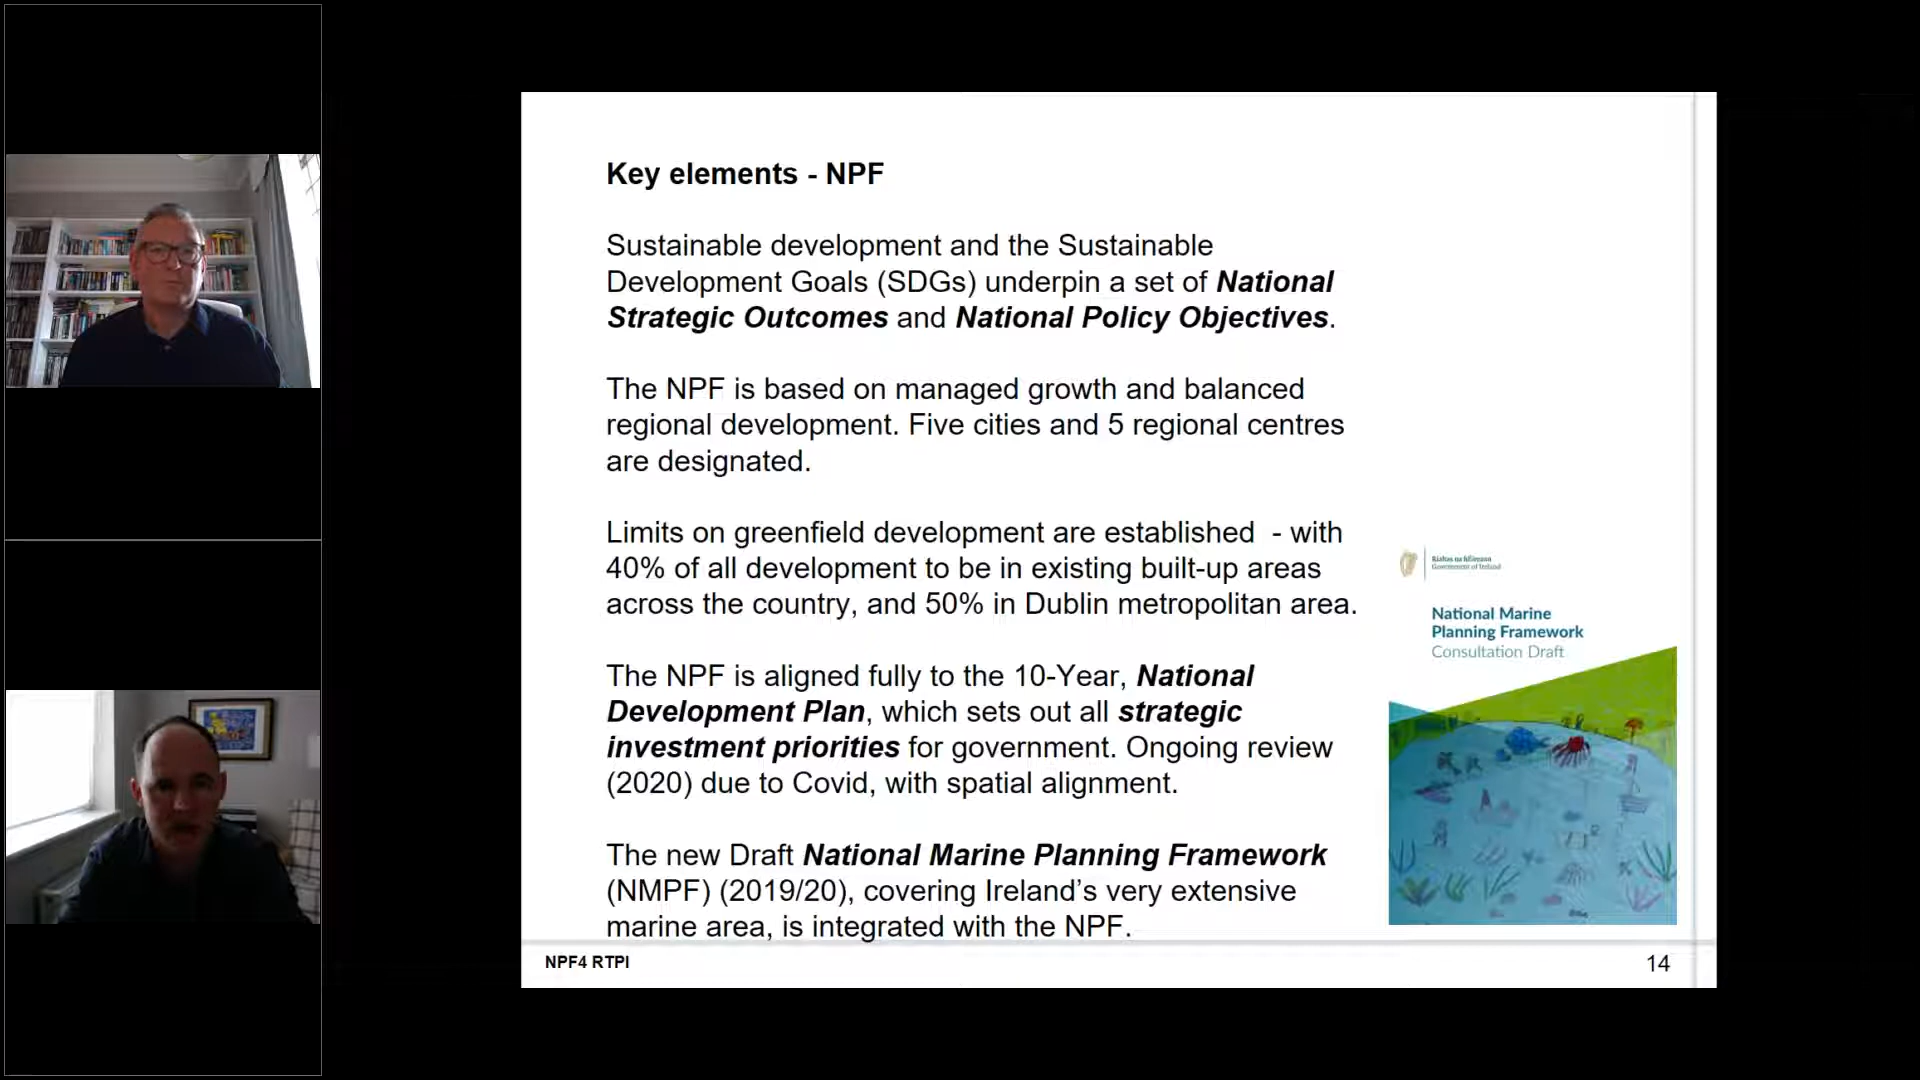 Key elements - NPF
Sustainable development and the Sustainable
Development Goals (SDGs) underpin a set of National
Strategic Outcomes and National Policy Objectives.
The NPF is based on managed growth and balanced
regional development. Five cities and 5 regional centres
are designated.
Limits on greenfield development are established - with
40% of all development to be in existing built-up areas
across the country, and 50% in Dublin metropolitan area.
The NPF is aligned fully to the 10-Year, National
Development Plan, which sets out all strategic
investment priorities for government. Ongoing review
(2020) due to Covid, with spatial alignment.
The new Draft National Marine Planning Framework
(NMPF) (2019/20), covering Ireland’s very extensive
marine area, is integrated with the NPF.
Rialtas na hÉireann
Government of Ireland
National Marine
Planning Framework
Consultation Draft
NPF4 RTPI
14